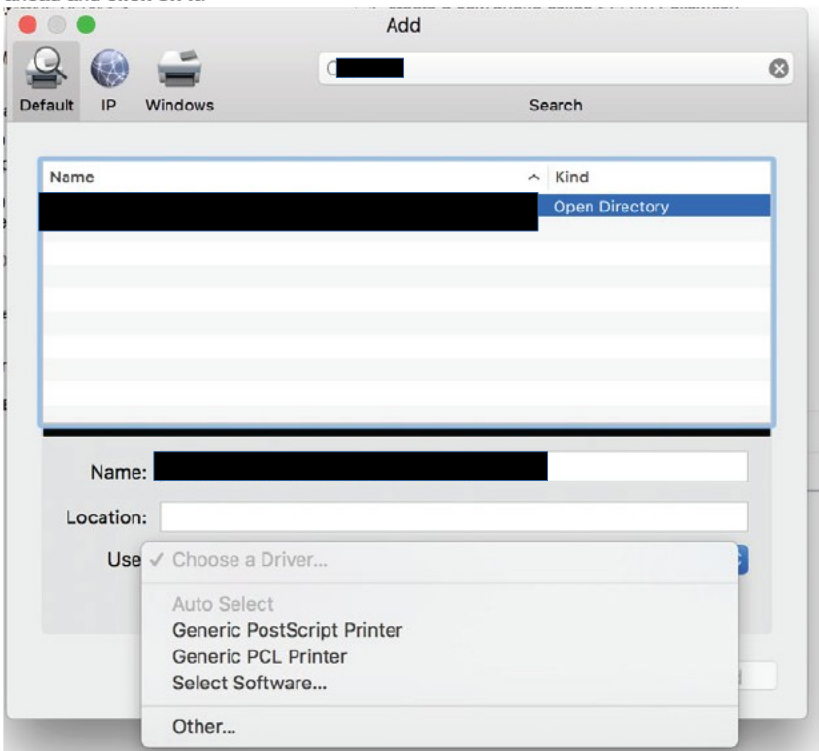 Add
Default IP Windows Search
Name Kind
Open Directory
Name:
Location:
Use
✓ Choose a Driver...
Auto Select
Generic PostScript Printer
Generic PCL Printer
Select Software...
Other...